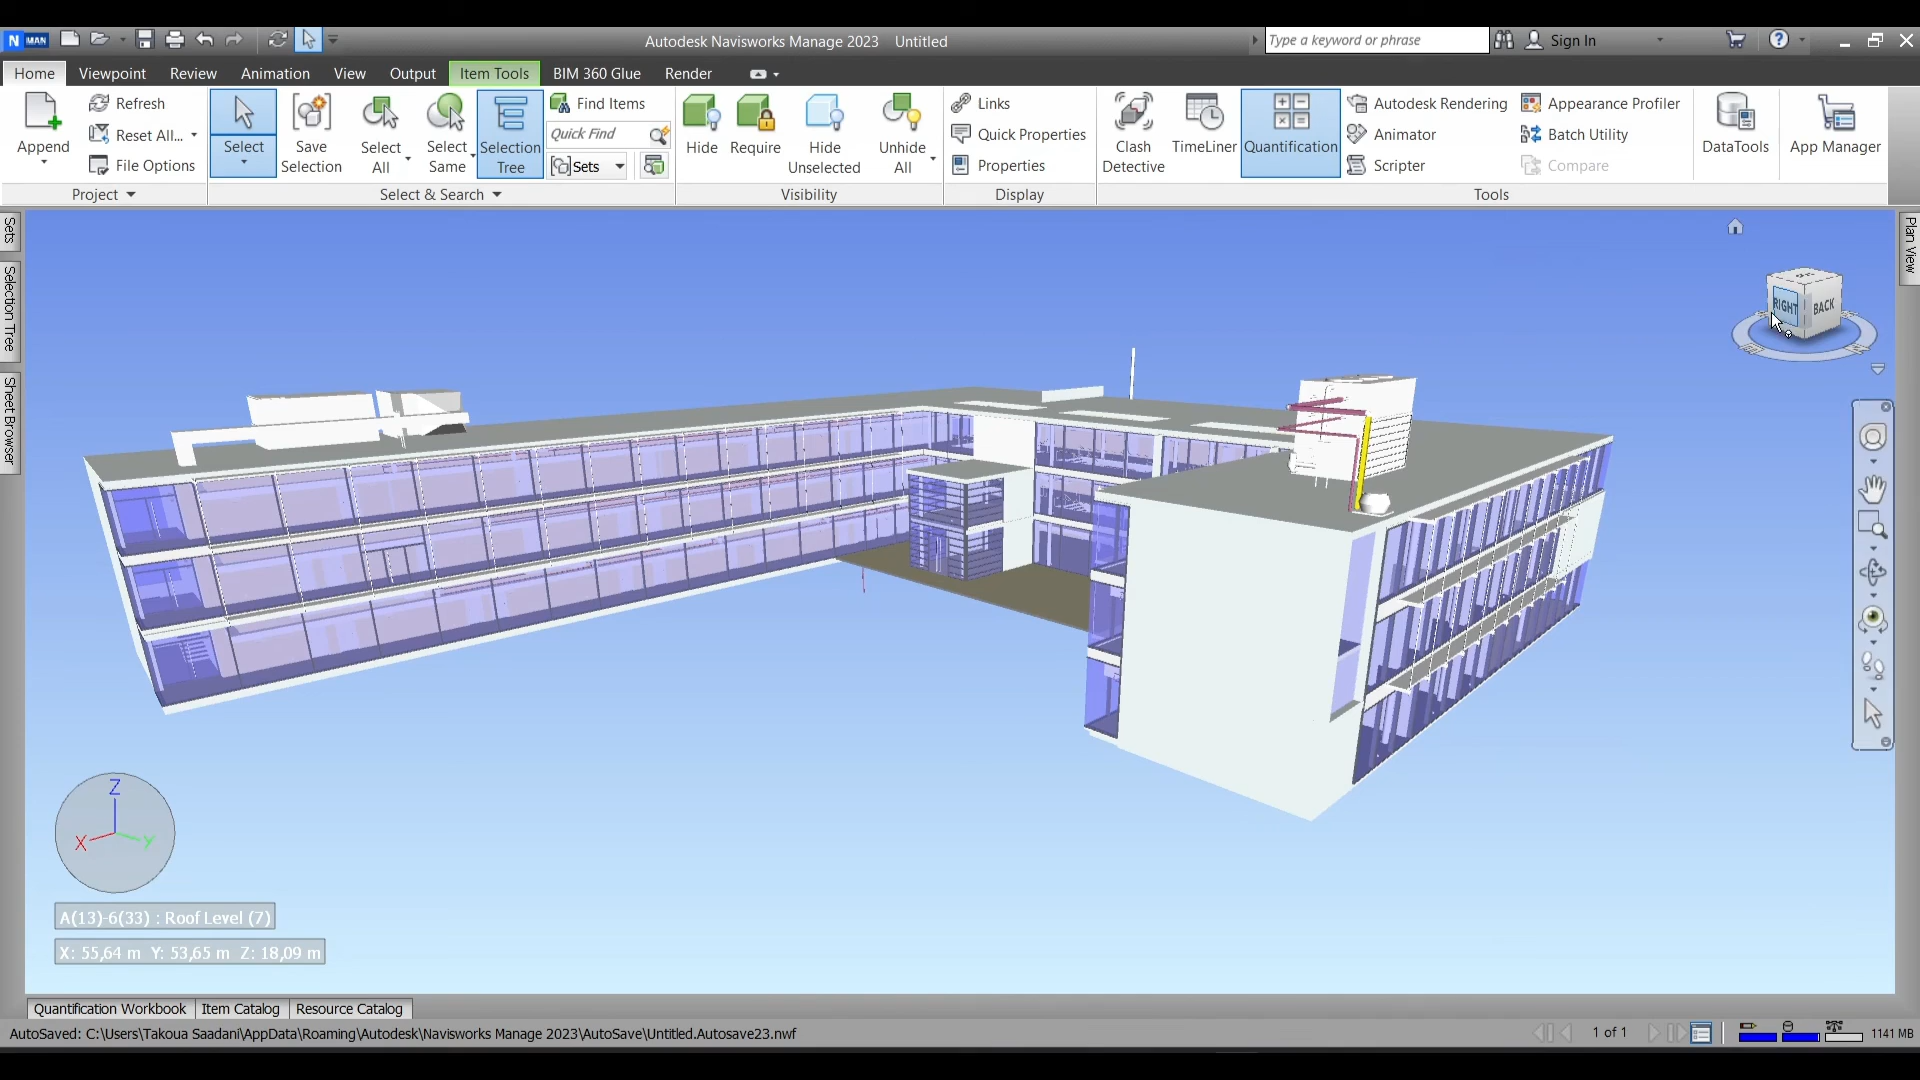 N MAN
Autodesk Navisworks Manage 2023 Untitled
Type a keyword or phrase
Sign In
Home Viewpoint Review Animation View Output Item Tools BIM 360 Glue Render
Append
Refresh
Reset All...
File Options
Project
Select
Save Selection
Select All
Select Same
Selection Tree
Find Items
Quick Find
Sets
Select & Search
Hide
Require
Hide Unselected
Unhide All
Visibility
Links
Quick Properties
Properties
Display
Clash Detective
TimeLiner
Quantification
Autodesk Rendering
Animator
Scripter
Appearance Profiler
Batch Utility
Compare
Tools
DataTools
App Manager
Sets
Selection Tree
Sheet Browser
Plan View
RIGHT
BACK
Z
X
Y
A(13)-6(33) : Roof Level (7)
X: 55,64 m Y: 53,65 m Z: 18,09 m
Quantification Workbook Item Catalog Resource Catalog
AutoSaved: C:\Users\Takoua Saadani\AppData\Roaming\Autodesk\Navisworks Manage 2023\AutoSave\Untitled.Autosave23.nwf
1 of 1
1141 MB